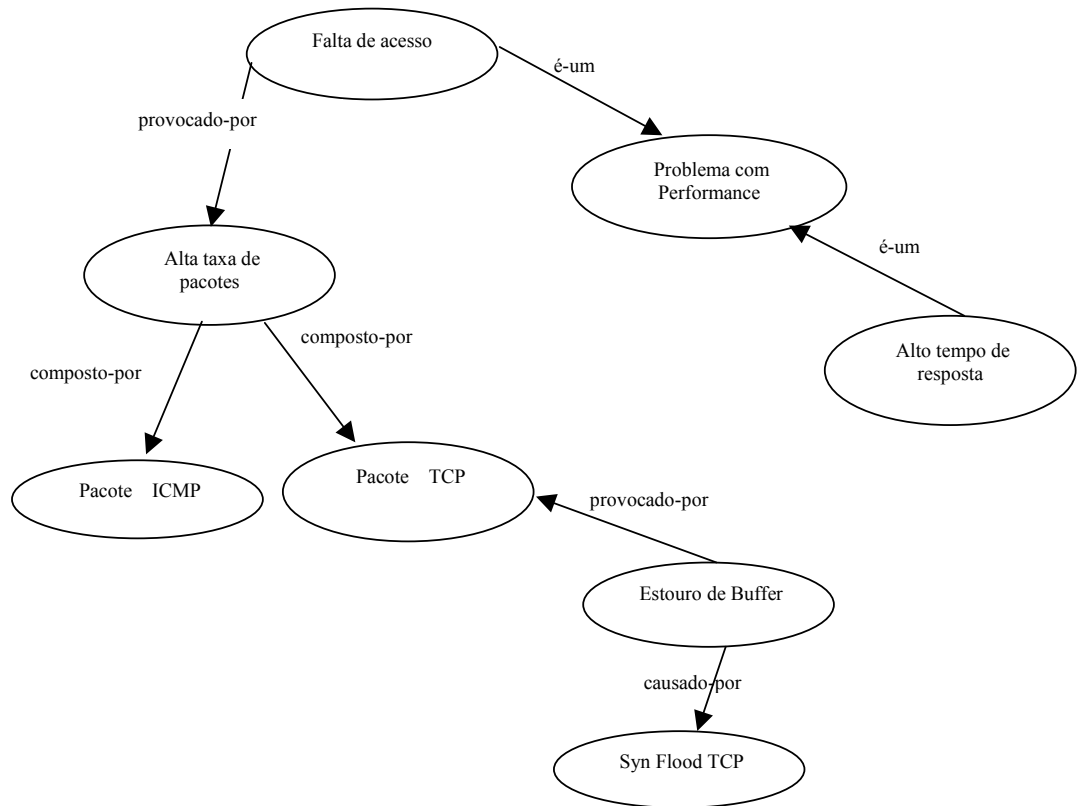 Falta de acesso
é-um
provocado-por
Problema com
Performance
é-um
Alta taxa de
pacotes
composto-por
Alto tempo de
resposta
composto-por
Pacote ICMP
Pacote TCP
provocado-por
Estouro de Buffer
causado-por
Syn Flood TCP